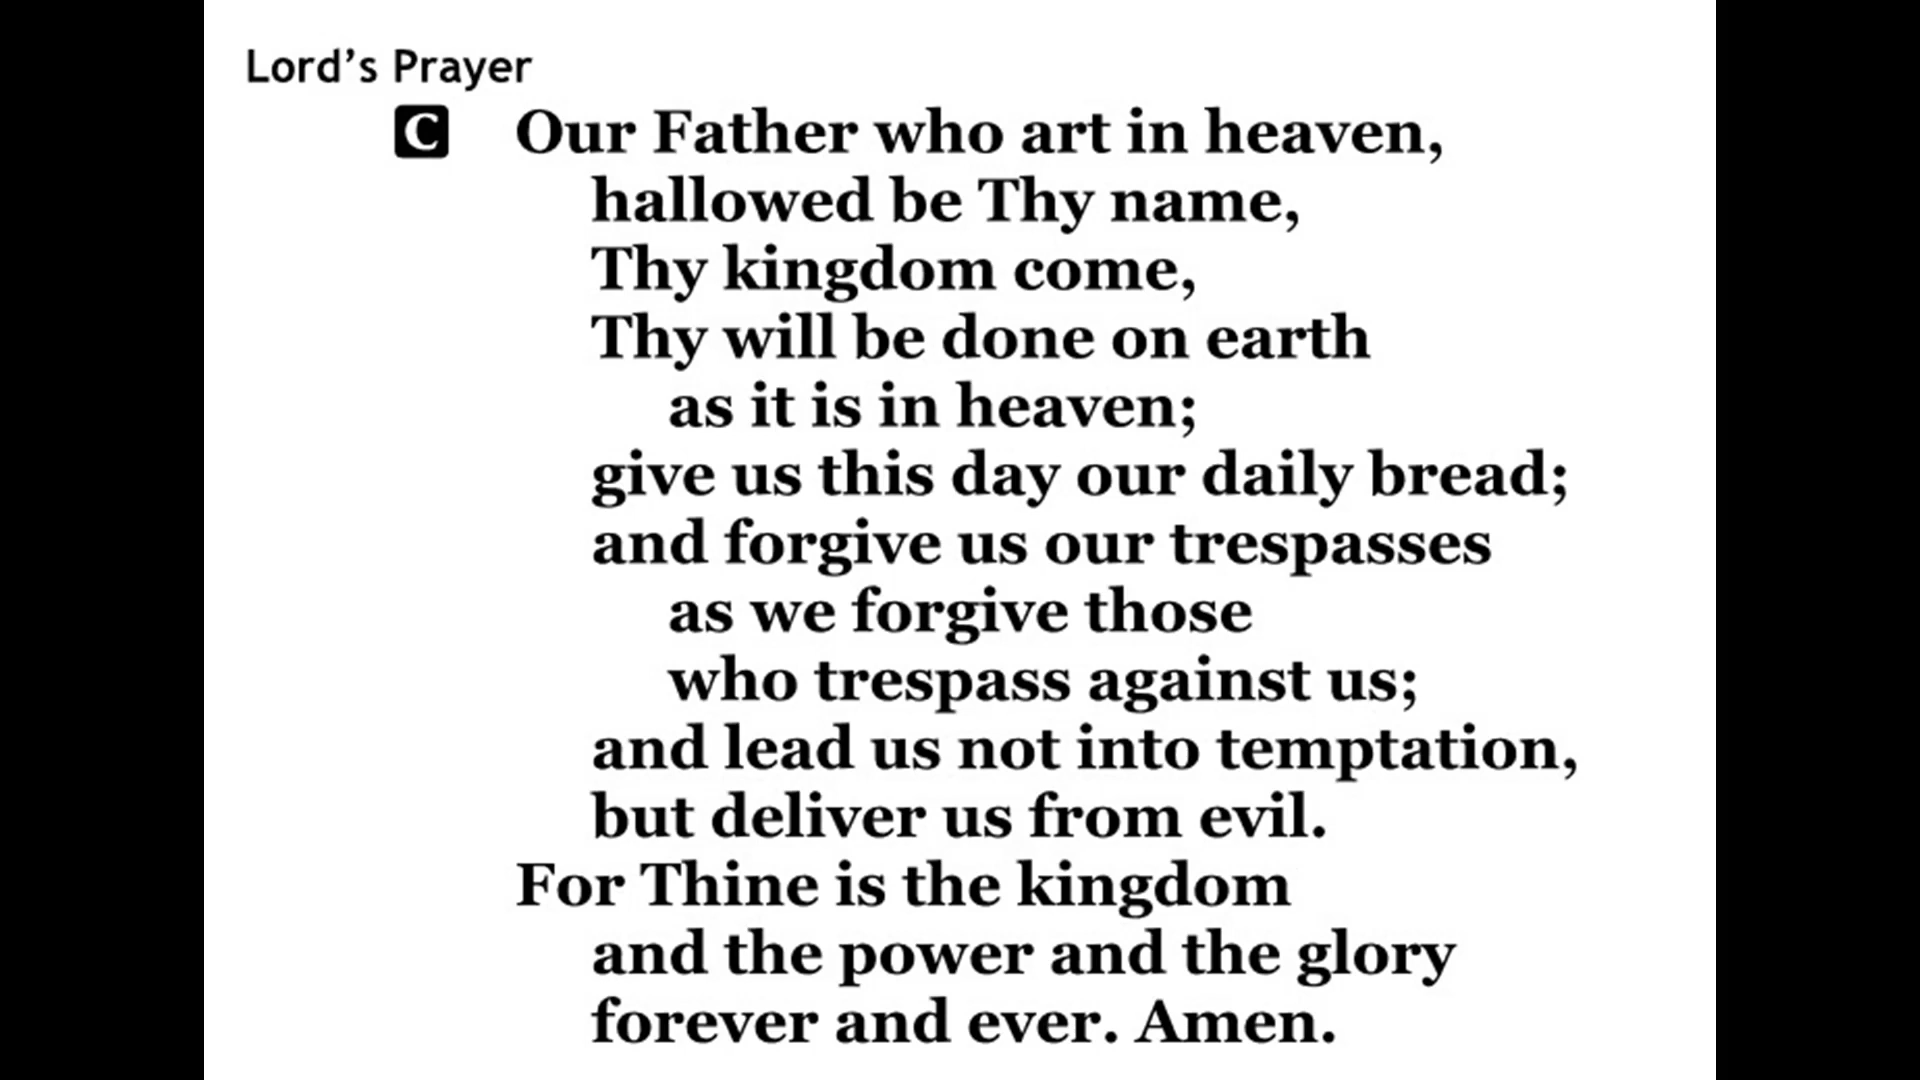 Lord’s Prayer
C Our Father who art in heaven,
hallowed be Thy name,
Thy kingdom come,
Thy will be done on earth
as it is in heaven;
give us this day our daily bread;
and forgive us our trespasses
as we forgive those
who trespass against us;
and lead us not into temptation,
but deliver us from evil.
For Thine is the kingdom
and the power and the glory
forever and ever. Amen.